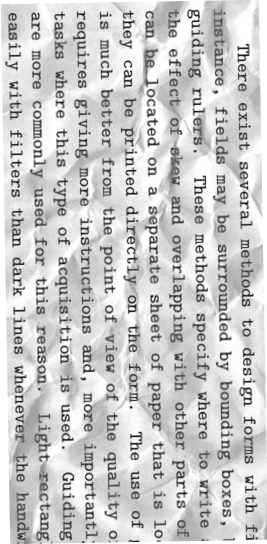 There exist several methods to design forms with fi
instance, fields may be surrounded by bounding boxes,
guiding rulers. These methods specify where to write
the effect of skew and overlapping with other parts of
can be located on a separate sheet of paper that is lo
they can be printed directly on the form. The use of
is much better from the point of view of the quality o
requires giving more instructions and, more importantl
tasks where this type of acquisition is used. Guiding
are more commonly used for this reason. Light rectang
easily with filters than dark lines whenever the handw